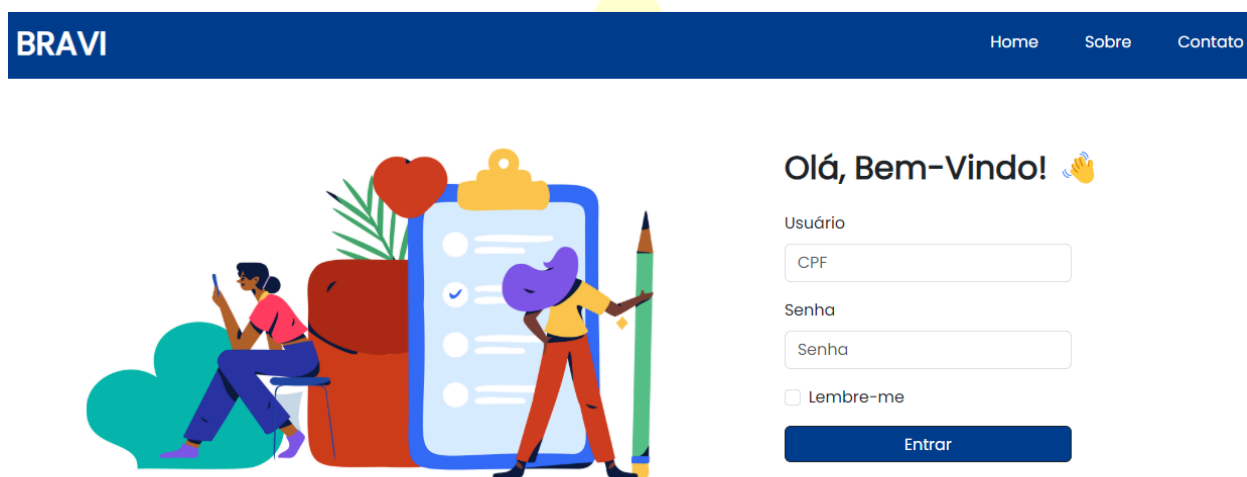 BRAVI
Home Sobre Contato
Olá, Bem-Vindo! 👋
Usuário
CPF
Senha
Senha
Lembre-me
Entrar